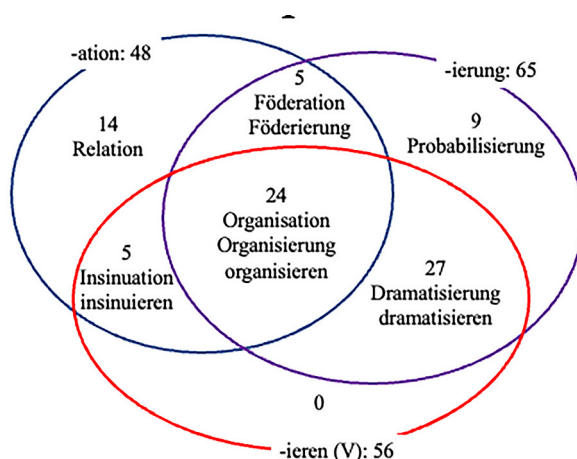 -ation: 48
-ierung: 65
5
Föderation
Föderierung
14
Relation
9
Probabilisierung
24
Organisation
Organisierung
organisieren
5
Insinuation
insinuieren
27
Dramatisierung
dramatisieren
0
-ieren (V): 56